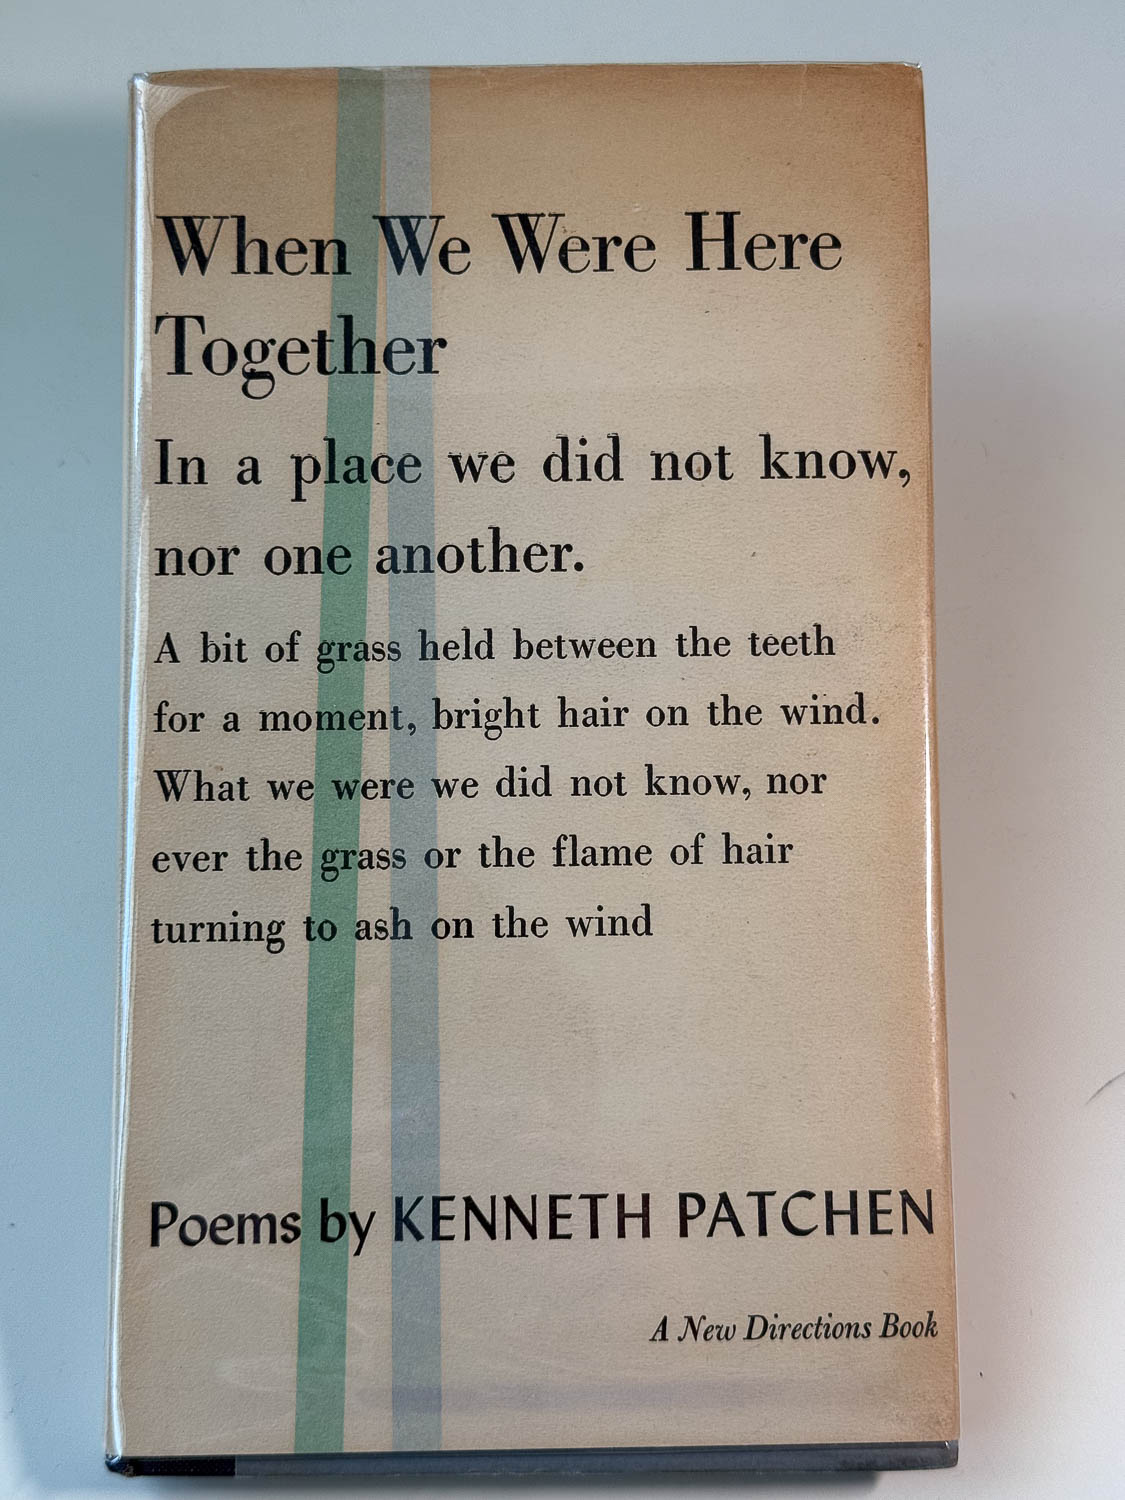 When We Were Here
Together
In a place we did not know,
nor one another.
A bit of grass held between the teeth
for a moment, bright hair on the wind.
What we were we did not know, nor
ever the grass or the flame of hair
turning to ash on the wind
Poems by KENNETH PATCHEN
A New Directions Book